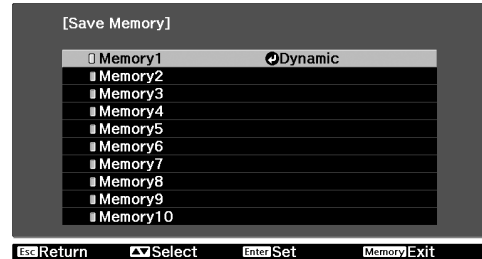 [Save Memory]
Memory1 Dynamic
Memory2
Memory3
Memory4
Memory5
Memory6
Memory7
Memory8
Memory9
Memory10
Esc Return Select Enter Set Memory Exit